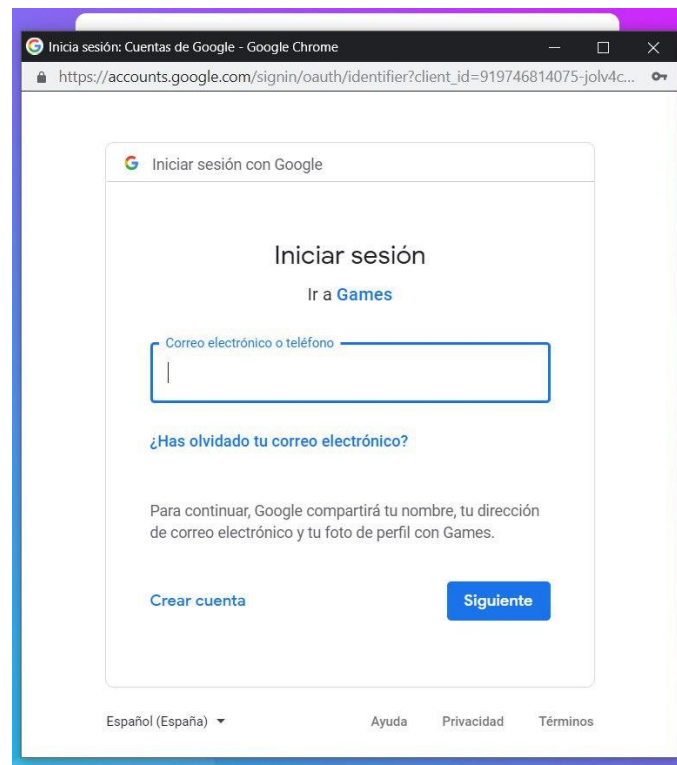 Inicia sesión: Cuentas de Google - Google Chrome
https://accounts.google.com/signin/oauth/identifier?client_id=919746814075-jolv4c...
Iniciar sesión con Google
Iniciar sesión
Ir a Games
Correo electrónico o teléfono
¿Has olvidado tu correo electrónico?
Para continuar, Google compartirá tu nombre, tu dirección
de correo electrónico y tu foto de perfil con Games.
Crear cuenta
Siguiente
Español (España)
Ayuda
Privacidad
Términos